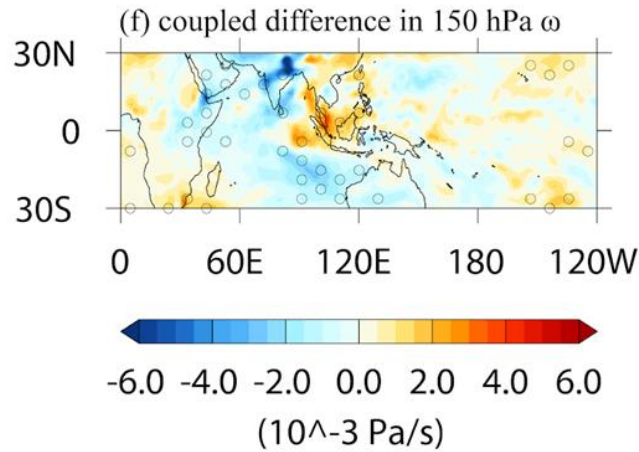 (f) coupled difference in 150 hPa ω
30N
0
30S
0 60E 120E 180 120W
-6.0 -4.0 -2.0 0.0 2.0 4.0 6.0
(10^-3 Pa/s)